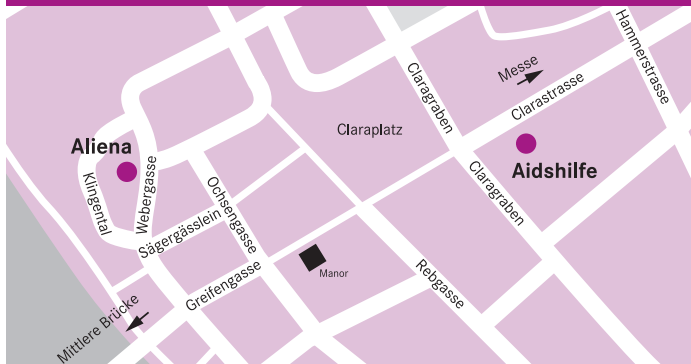 Hammerstrasse
Messe
Claragraben
Clarastrasse
Claraplatz
Aliena
Aidshilfe
Klingental
Webergasse
Ochsengasse
Claragraben
Sägergässlein
Manor
Rebgasse
Greifengasse
Mittlere Brücke